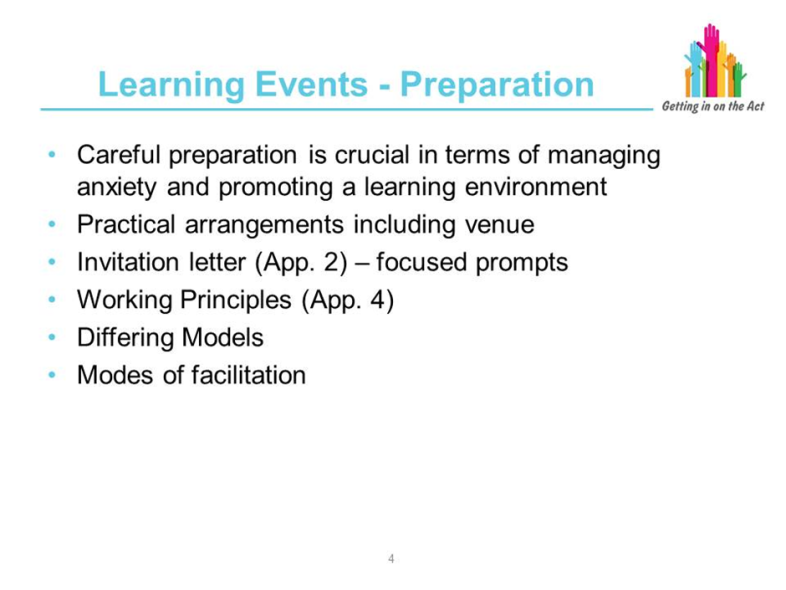 Learning Events - Preparation
Getting in on the Act
• Careful preparation is crucial in terms of managing
anxiety and promoting a learning environment
• Practical arrangements including venue
• Invitation letter (App. 2) – focused prompts
• Working Principles (App. 4)
• Differing Models
• Modes of facilitation
4